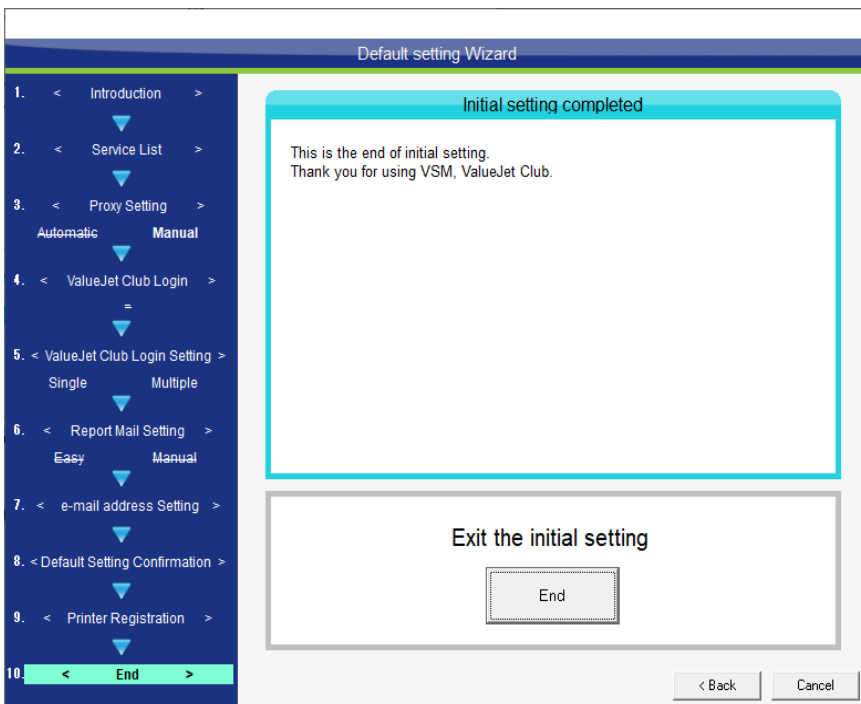 Default setting Wizard
1. < Introduction >
2. < Service List >
3. < Proxy Setting >
Automatic Manual
4. < ValueJet Club Login >
-
5. < ValueJet Club Login Setting >
Single Multiple
6. < Report Mail Setting >
Easy Manual
7. < e-mail address Setting >
8. < Default Setting Confirmation >
9. < Printer Registration >
10. < End >
Initial setting completed
This is the end of initial setting.
Thank you for using VSM, ValueJet Club.
Exit the initial setting
End
< Back Cancel